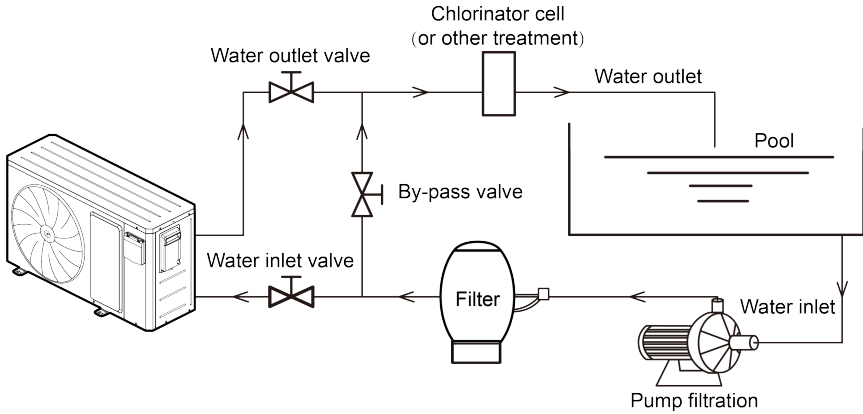 Chlorinator cell
(or other treatment)
Water outlet valve
Water outlet
Pool
By-pass valve
Water inlet valve
Filter
Water inlet
Pump filtration